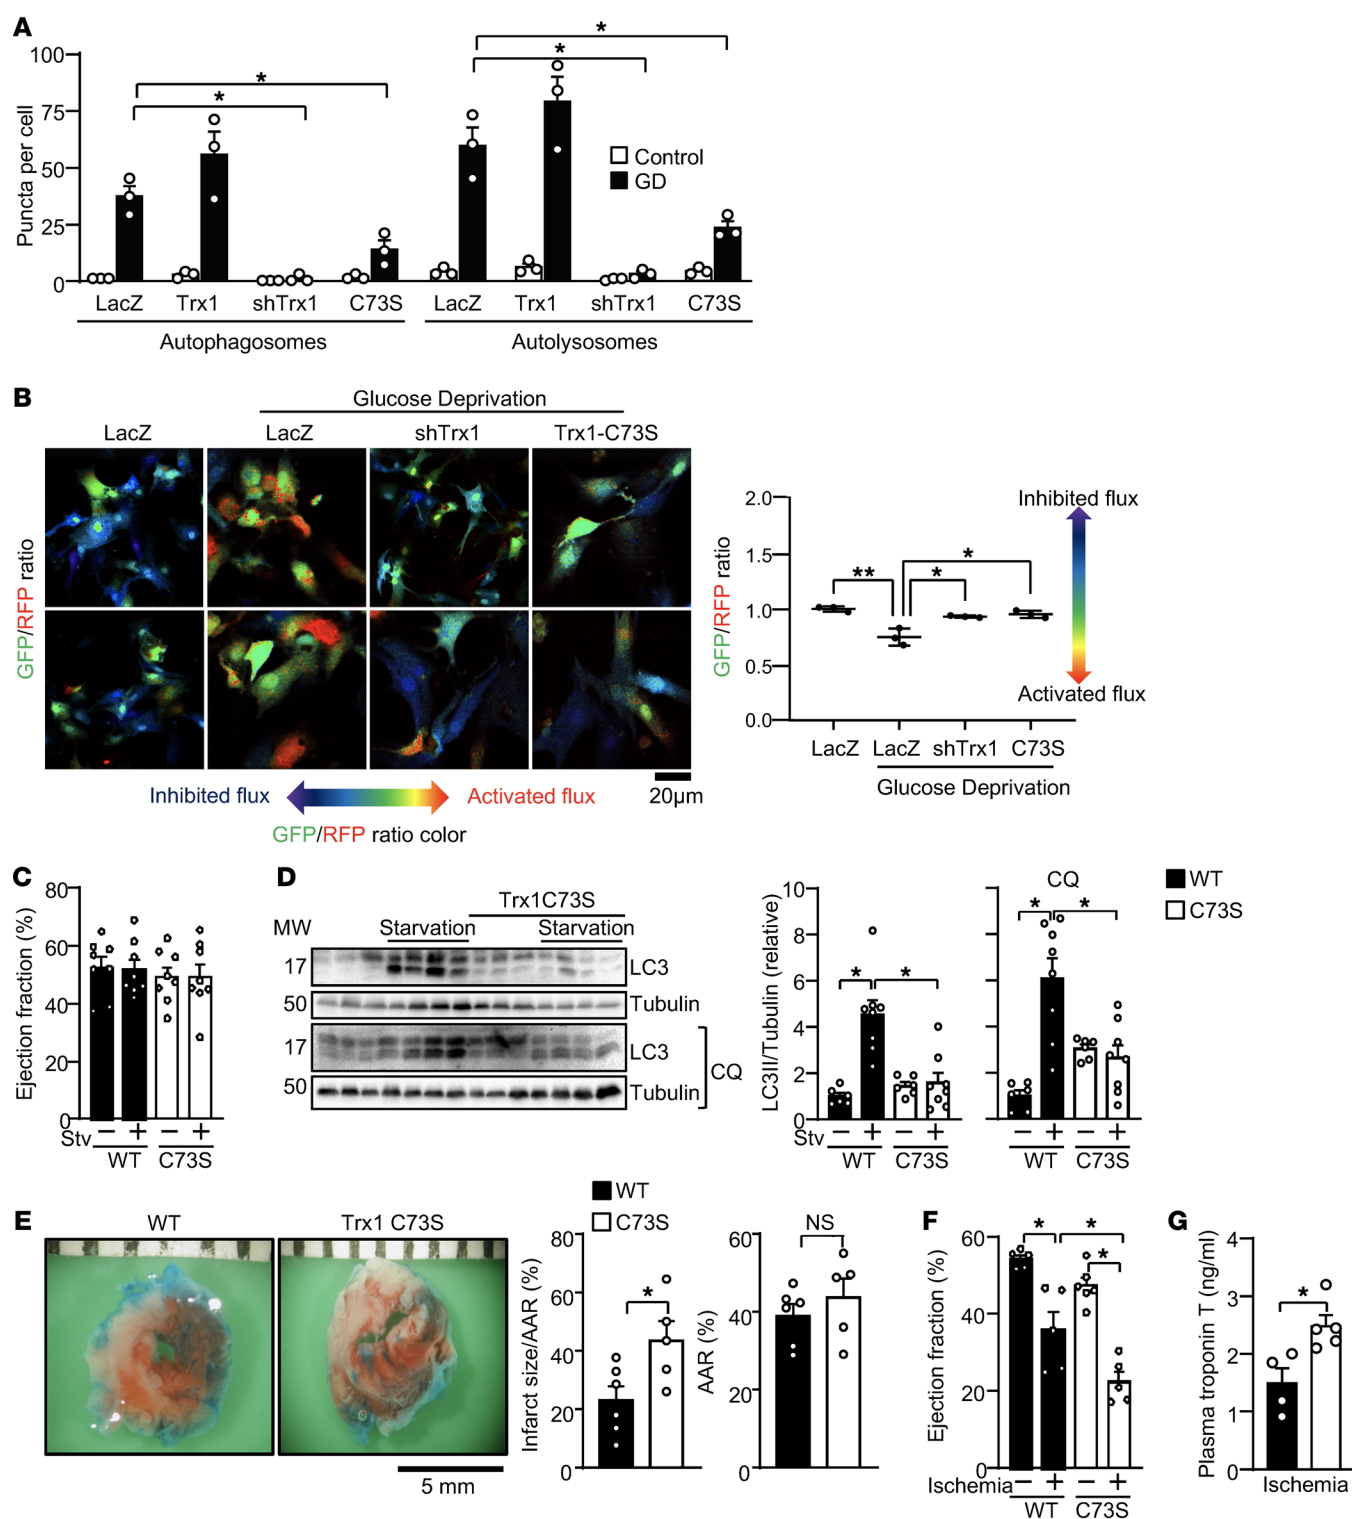 A
Puncta per cell
100
75
50
25
0
*
*
*
*
Control
GD
LacZ Trx1 shTrx1 C73S LacZ Trx1 shTrx1 C73S
Autophagosomes Autolysosomes
B
Glucose Deprivation
LacZ LacZ shTrx1 Trx1-C73S
GFP/RFP ratio
Inhibited flux Activated flux
20μm
GFP/RFP ratio color
GFP/RFP ratio
2.0
1.5
1.0
0.5
0.0
** * *
Inhibited flux
Activated flux
LacZ LacZ shTrx1 C73S
Glucose Deprivation
C
Ejection fraction (%)
80
60
40
20
0
Stv − + − +
WT C73S
D
Trx1C73S
MW Starvation Starvation
17 LC3
50 Tubulin
17 LC3
50 Tubulin
CQ
LC3II/Tubulin (relative)
10
8
6
4
2
0
* *
Stv − + − +
WT C73S
CQ
* *
− + − +
WT C73S
WT
C73S
E
WT Trx1 C73S
5 mm
WT
C73S
Infarct size/AAR (%)
80
60
40
20
0
*
AAR (%)
60
40
20
0
NS
F
Ejection fraction (%)
60
40
20
0
* *
*
Ischemia − + − +
WT C73S
G
Plasma troponin T (ng/ml)
4
3
2
1
0
*
Ischemia